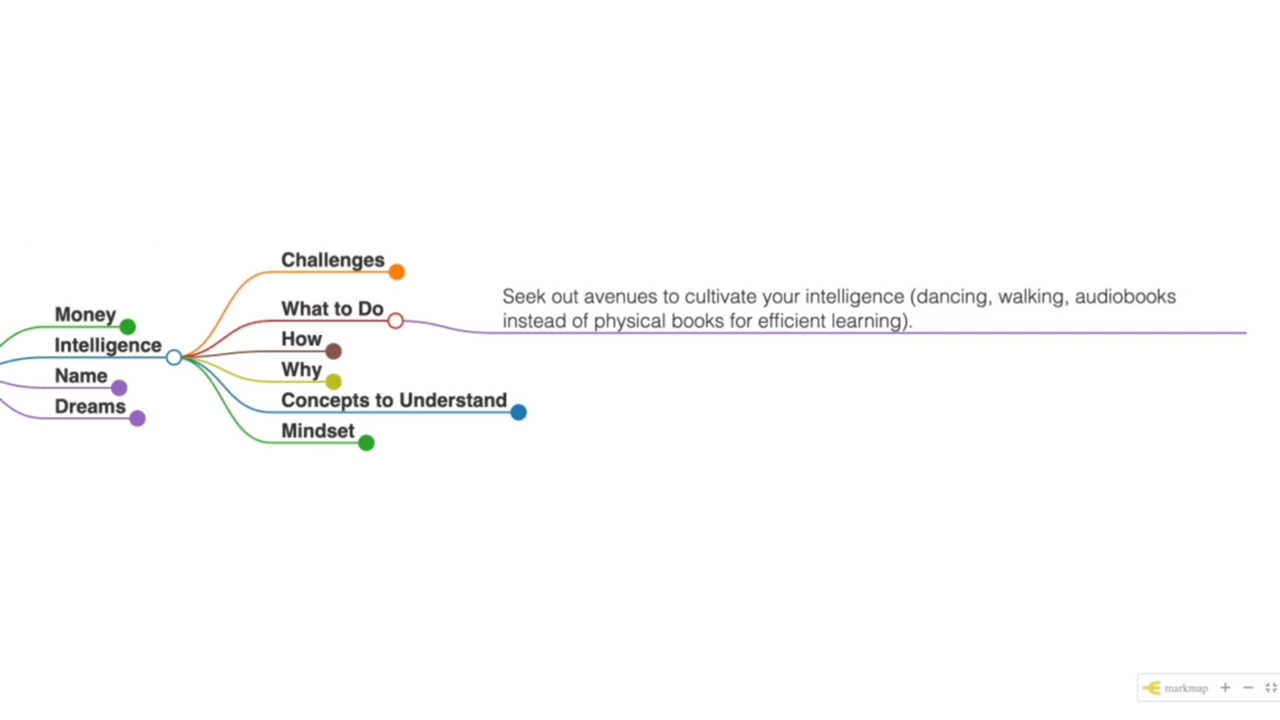 Money
Intelligence
Name
Dreams
Challenges
What to Do
How
Why
Concepts to Understand
Mindset
Seek out avenues to cultivate your intelligence (dancing, walking, audiobooks
instead of physical books for efficient learning).
markmap + −